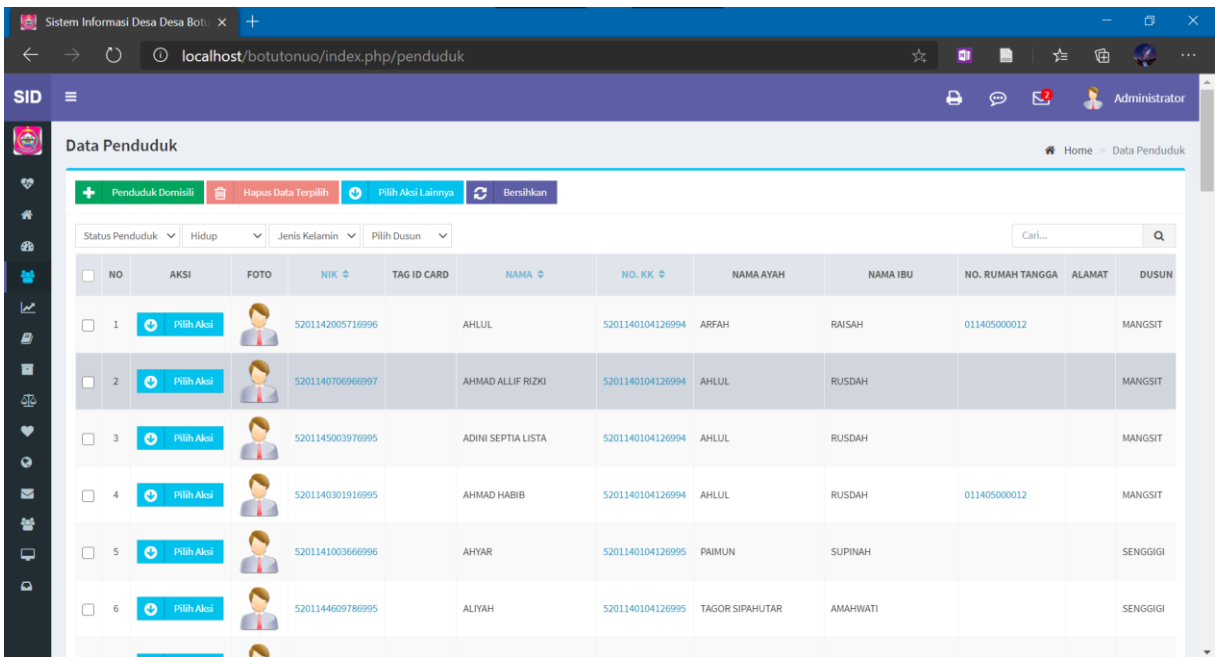 Sistem Informasi Desa Desa Botu
localhost/botutonuo/index.php/penduduk
SID 2 Administrator
Data Penduduk Home > Data Penduduk
Penduduk Domisili Hapus Data Terpilih Pilih Aksi Lainnya Bersihkan
Status Penduduk Hidup Jenis Kelamin Pilih Dusun Cari...
NO AKSI FOTO NIK TAG ID CARD NAMA NO. KK NAMA AYAH NAMA IBU NO. RUMAH TANGGA ALAMAT DUSUN
1 Pilih Aksi 5201142005716996 AHLUL 5201140104126994 ARFAH RAISAH 011405000012 MANGSIT
2 Pilih Aksi 5201140706966997 AHMAD ALLIF RIZKI 5201140104126994 AHLUL RUSDAH MANGSIT
3 Pilih Aksi 5201145003976995 ADINI SEPTIA LISTA 5201140104126994 AHLUL RUSDAH MANGSIT
4 Pilih Aksi 5201140301916995 AHMAD HABIB 5201140104126994 AHLUL RUSDAH 011405000012 MANGSIT
5 Pilih Aksi 5201141003666996 AHYAR 5201140104126995 PAIMUN SUPINAH SENGGIGI
6 Pilih Aksi 5201144609786995 ALIYAH 5201140104126995 TAGOR SIPAHUTAR AMAHWATI SENGGIGI